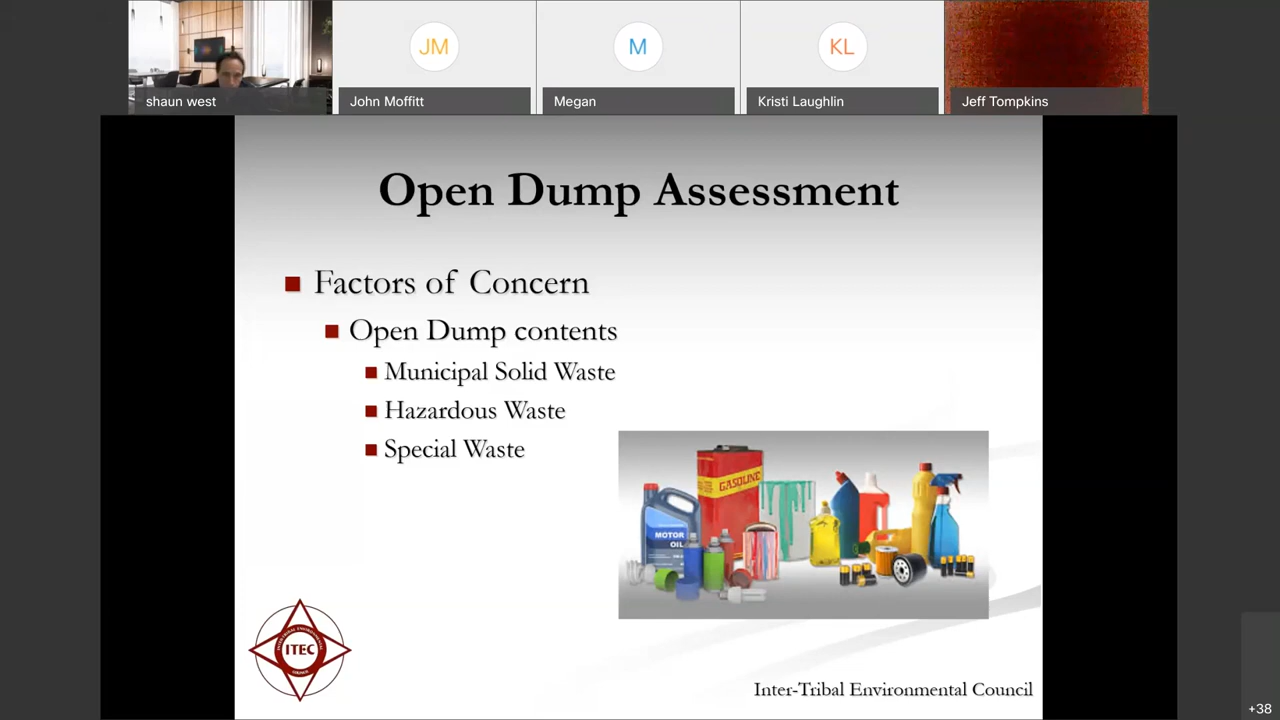 JM
M
KL
shaun west
John Moffitt
Megan
Kristi Laughlin
Jeff Tompkins
Open Dump Assessment
Factors of Concern
Open Dump contents
Municipal Solid Waste
Hazardous Waste
Special Waste
GASOLINE
MOTOR
OIL
ITEC
Inter-Tribal Environmental Council
+38